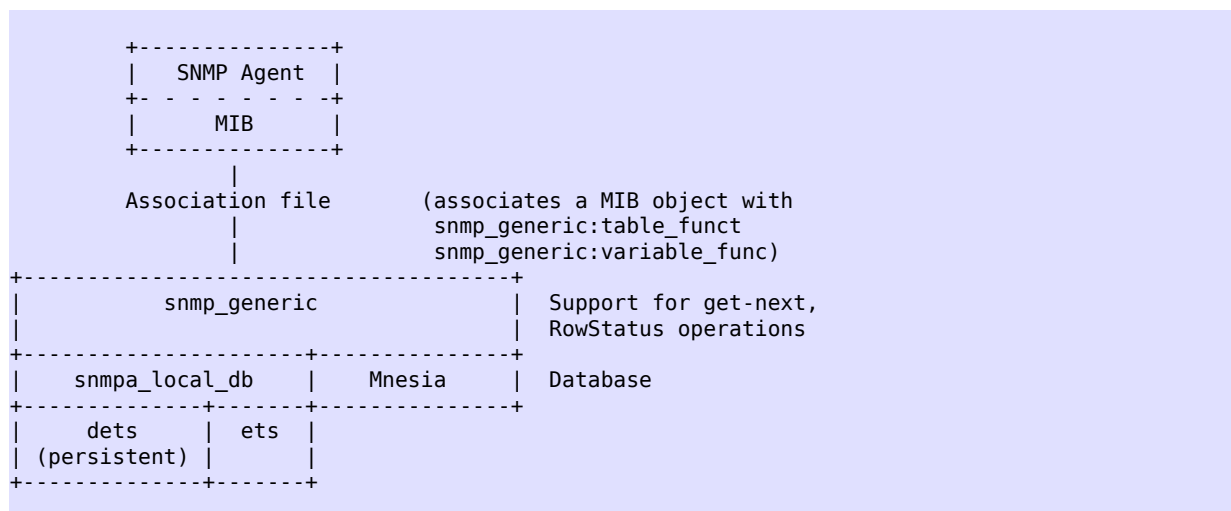 SNMP Agent
MIB
Association file (associates a MIB object with
snmp_generic:table_funct
snmp_generic:variable_func)
snmp_generic Support for get-next,
RowStatus operations
snmpa_local_db Mnesia Database
dets ets
(persistent)